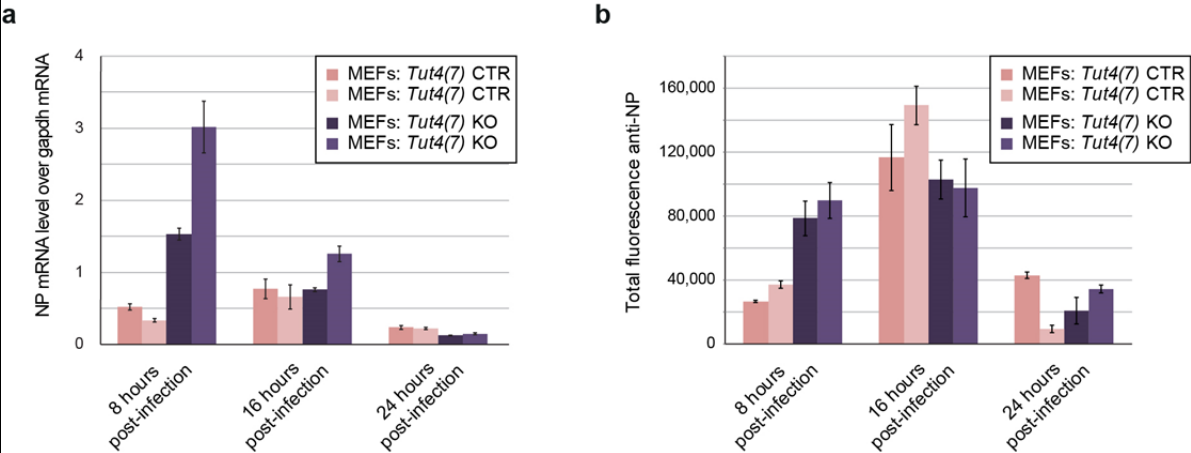 a
NP mRNA level over gapdh mRNA
4
3
2
1
0
MEFs: Tut4(7) CTR
MEFs: Tut4(7) CTR
MEFs: Tut4(7) KO
MEFs: Tut4(7) KO
8 hours
post-infection
16 hours
post-infection
24 hours
post-infection
b
Total fluorescence anti-NP
160,000
120,000
80,000
40,000
0
MEFs: Tut4(7) CTR
MEFs: Tut4(7) CTR
MEFs: Tut4(7) KO
MEFs: Tut4(7) KO
8 hours
post-infection
16 hours
post-infection
24 hours
post-infection